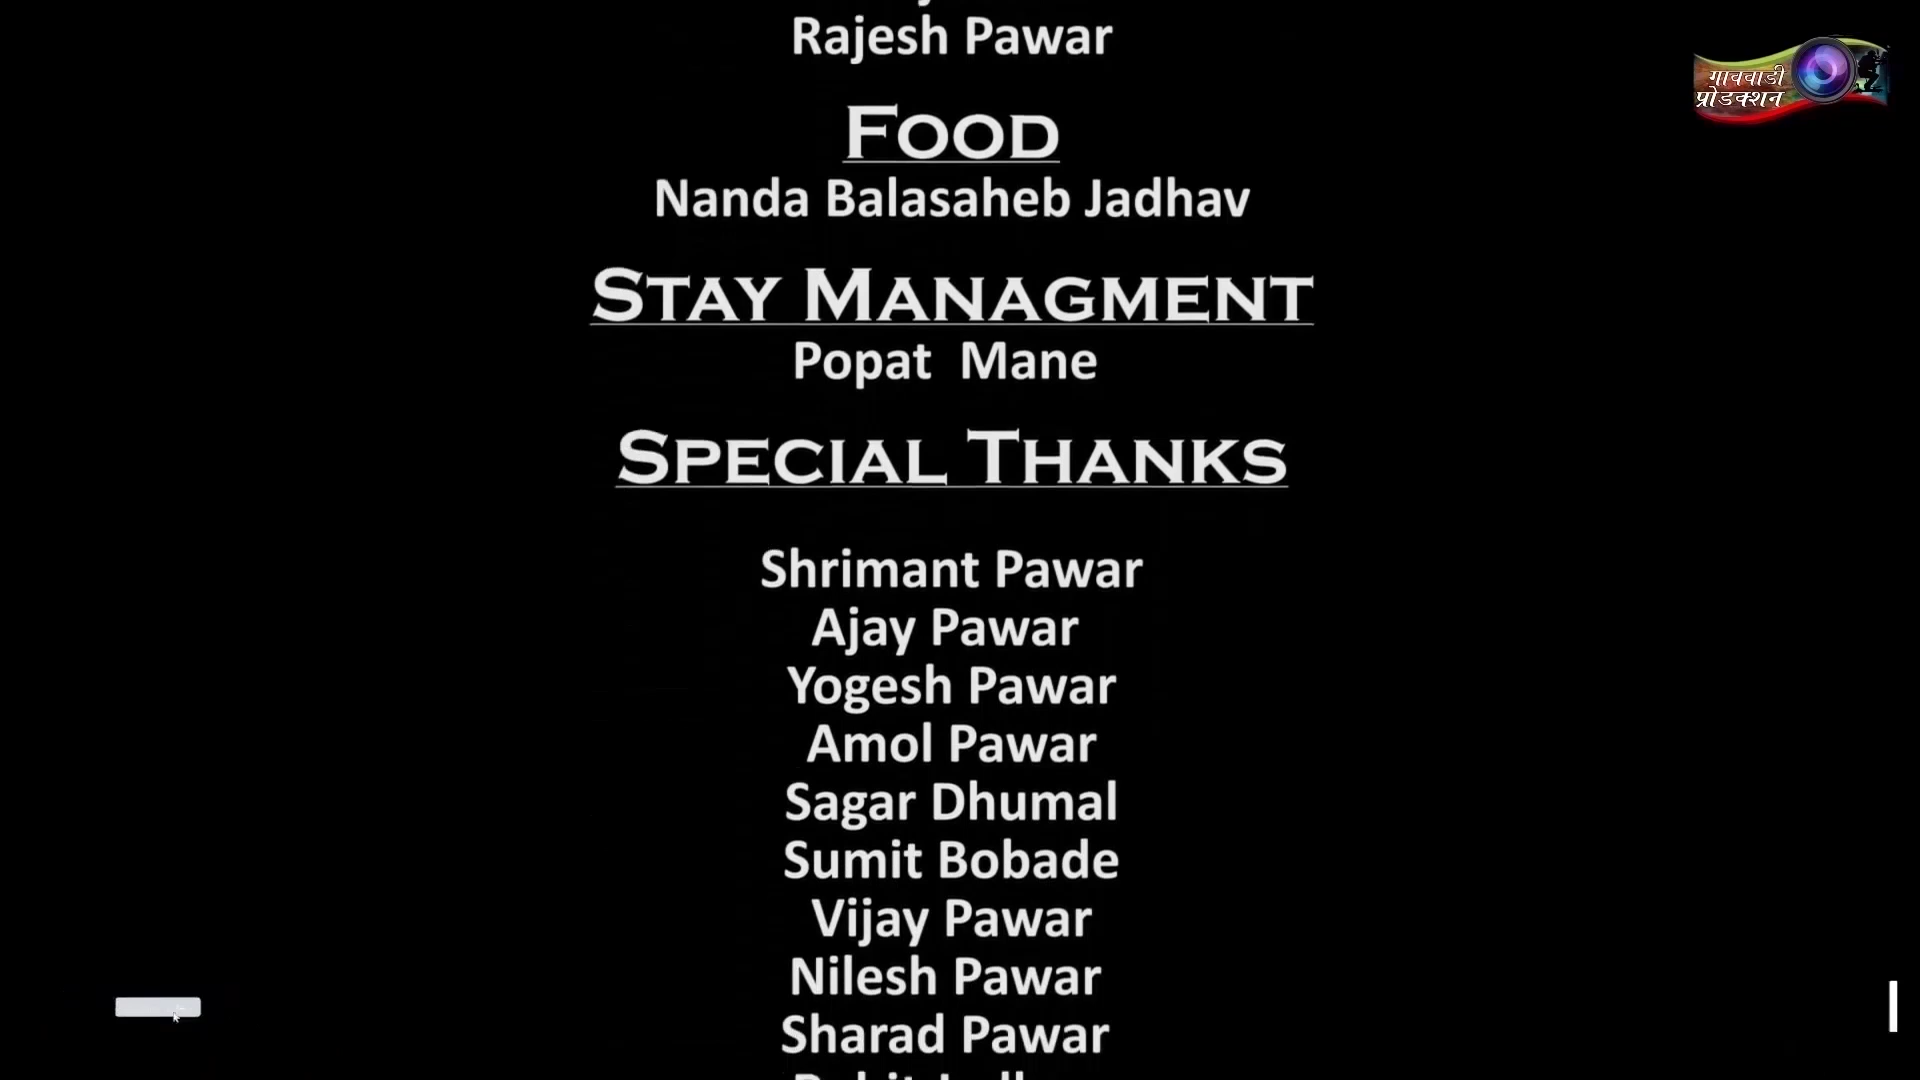 Rajesh Pawar
गाववाडी
प्रोडक्शन
FOOD
Nanda Balasaheb Jadhav
STAY MANAGMENT
Popat Mane
SPECIAL THANKS
Shrimant Pawar
Ajay Pawar
Yogesh Pawar
Amol Pawar
Sagar Dhumal
Sumit Bobade
Vijay Pawar
Nilesh Pawar
Sharad Pawar